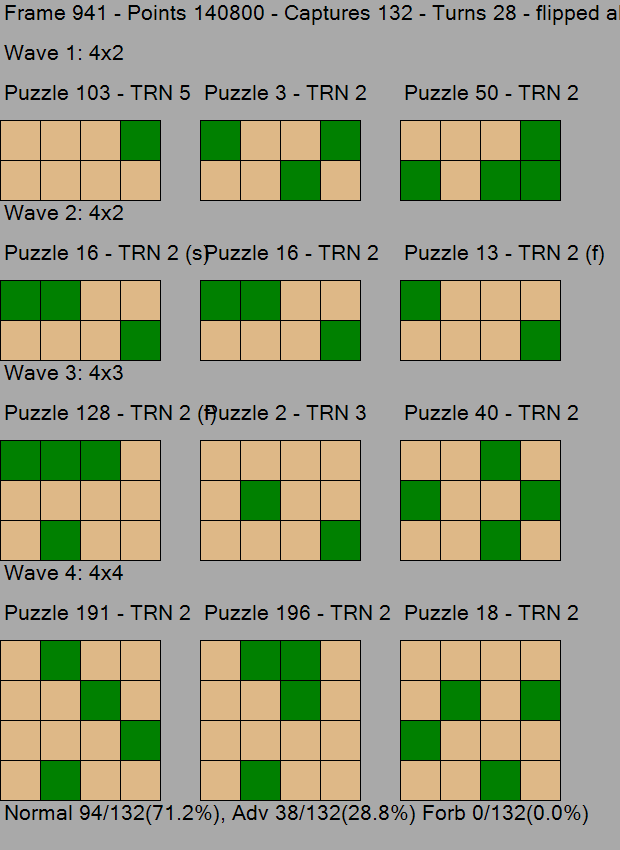 Frame 941 - Points 140800 - Captures 132 - Turns 28 - flipped
Wave 1: 4x2
Puzzle 103 - TRN 5 Puzzle 3 - TRN 2 Puzzle 50 - TRN 2
Wave 2: 4x2
Puzzle 16 - TRN 2 (s) Puzzle 16 - TRN 2 Puzzle 13 - TRN 2 (f)
Wave 3: 4x3
Puzzle 128 - TRN 2 (f) Puzzle 2 - TRN 3 Puzzle 40 - TRN 2
Wave 4: 4x4
Puzzle 191 - TRN 2 Puzzle 196 - TRN 2 Puzzle 18 - TRN 2
Normal 94/132(71.2%), Adv 38/132(28.8%) Forb 0/132(0.0%)